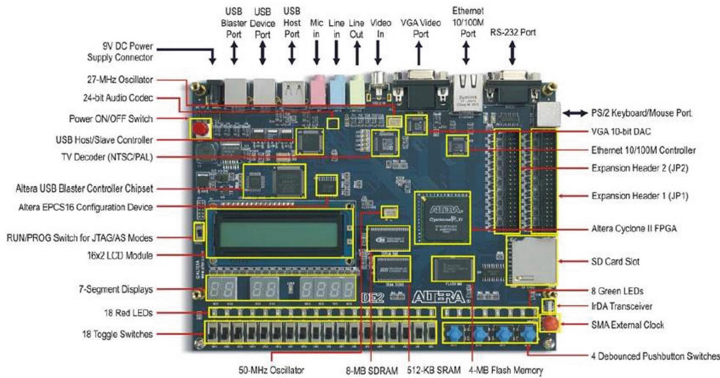 USB
Blaster
Port
USB
Device
Port
USB
Host
Port
Mic
in
Line
in
Line
Out
Video
In
VGA Video
Port
Ethernet
10/100M
Port
RS-232 Port
9V DC Power
Supply Connector
27-MHz Oscillator
24-bit Audio Codec
Power ON/OFF Switch
USB Host/Slave Controller
TV Decoder (NTSC/PAL)
Altera USB Blaster Controller Chipset
Altera EPCS16 Configuration Device
RUN/PROG Switch for JTAG/AS Modes
16x2 LCD Module
7-Segment Displays
18 Red LEDs
18 Toggle Switches
PS/2 Keyboard/Mouse Port
VGA 10-bit DAC
Ethernet 10/100M Controller
Expansion Header 2 (JP2)
Expansion Header 1 (JP1)
Altera Cyclone II FPGA
SD Card Slot
8 Green LEDs
IrDA Transceiver
SMA External Clock
4 Debounced Pushbutton Switches
50-MHz Oscillator
8-MB SDRAM
512-KB SRAM
4-MB Flash Memory
ALTERA
Cyclone II
DE2
ALTERA